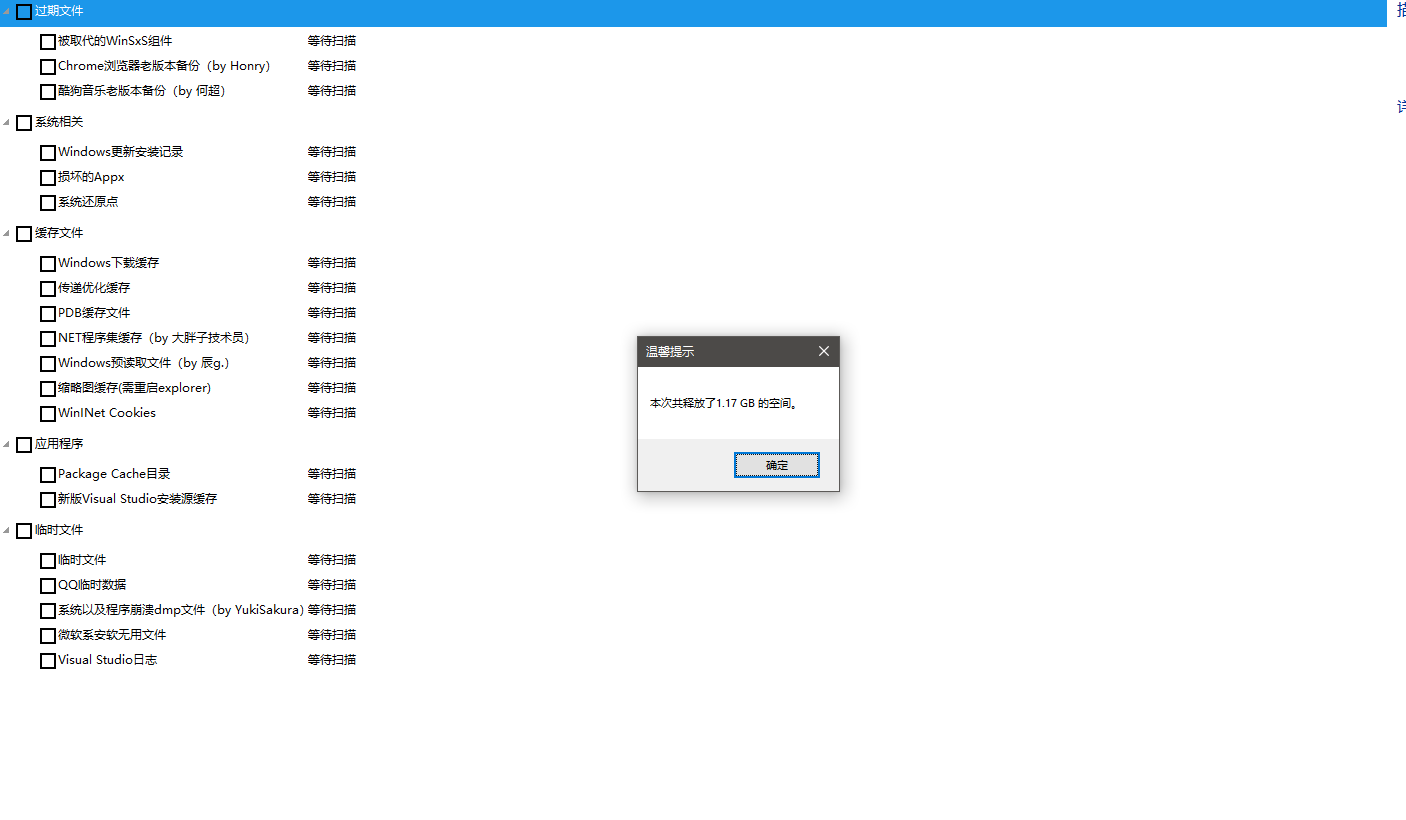 过期文件
被取代的WinSxS组件 等待扫描
Chrome浏览器老版本备份（by Honry） 等待扫描
酷狗音乐老版本备份（by 何超） 等待扫描
系统相关
Windows更新安装记录 等待扫描
损坏的Appx 等待扫描
系统还原点 等待扫描
缓存文件
Windows下载缓存 等待扫描
传递优化缓存 等待扫描
PDB缓存文件 等待扫描
NET程序集缓存（by 大胖子技术员） 等待扫描
Windows预读取文件（by 辰g.） 等待扫描
缩略图缓存(需重启explorer) 等待扫描
WinINet Cookies 等待扫描
应用程序
Package Cache目录 等待扫描
新版Visual Studio安装源缓存 等待扫描
临时文件
临时文件 等待扫描
QQ临时数据 等待扫描
系统以及程序崩溃dmp文件（by YukiSakura） 等待扫描
微软系安软无用文件 等待扫描
Visual Studio日志 等待扫描
温馨提示
本次共释放了1.17 GB 的空间。
确定